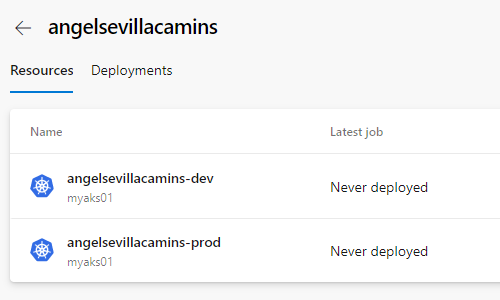 angelsevillacamins
Resources Deployments
Name Latest job
angelsevillacamins-dev
myaks01
Never deployed
angelsevillacamins-prod
myaks01
Never deployed